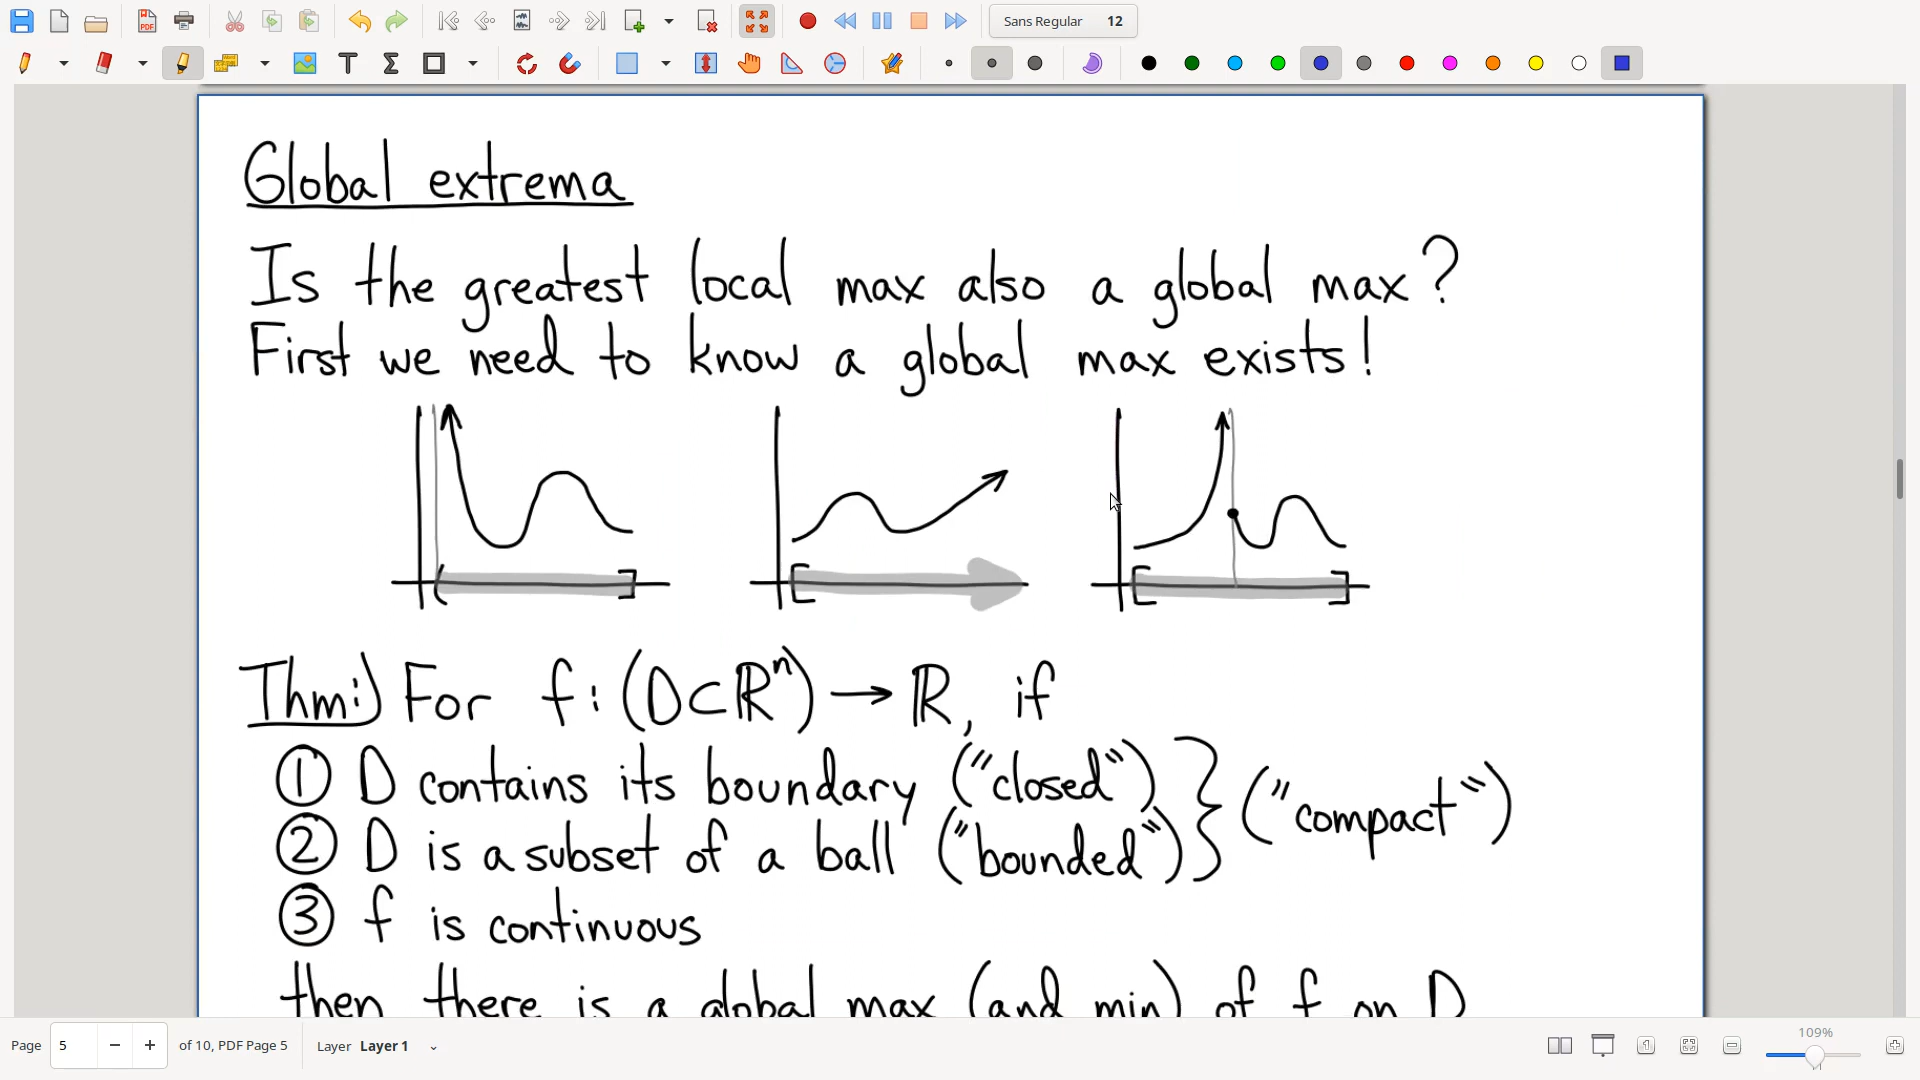 Sans Regular 12
Global extrema
Is the greatest local max also a global max?
First we need to know a global max exists!
Thm:) For f: (D⊂ℝⁿ) → ℝ, if
① D contains its boundary ("closed")
② D is a subset of a ball ("bounded")
} ("compact")
③ f is continuous
then there is a global max (and min) of f on D
Page 5 of 10, PDF Page 5 Layer Layer 1 109%